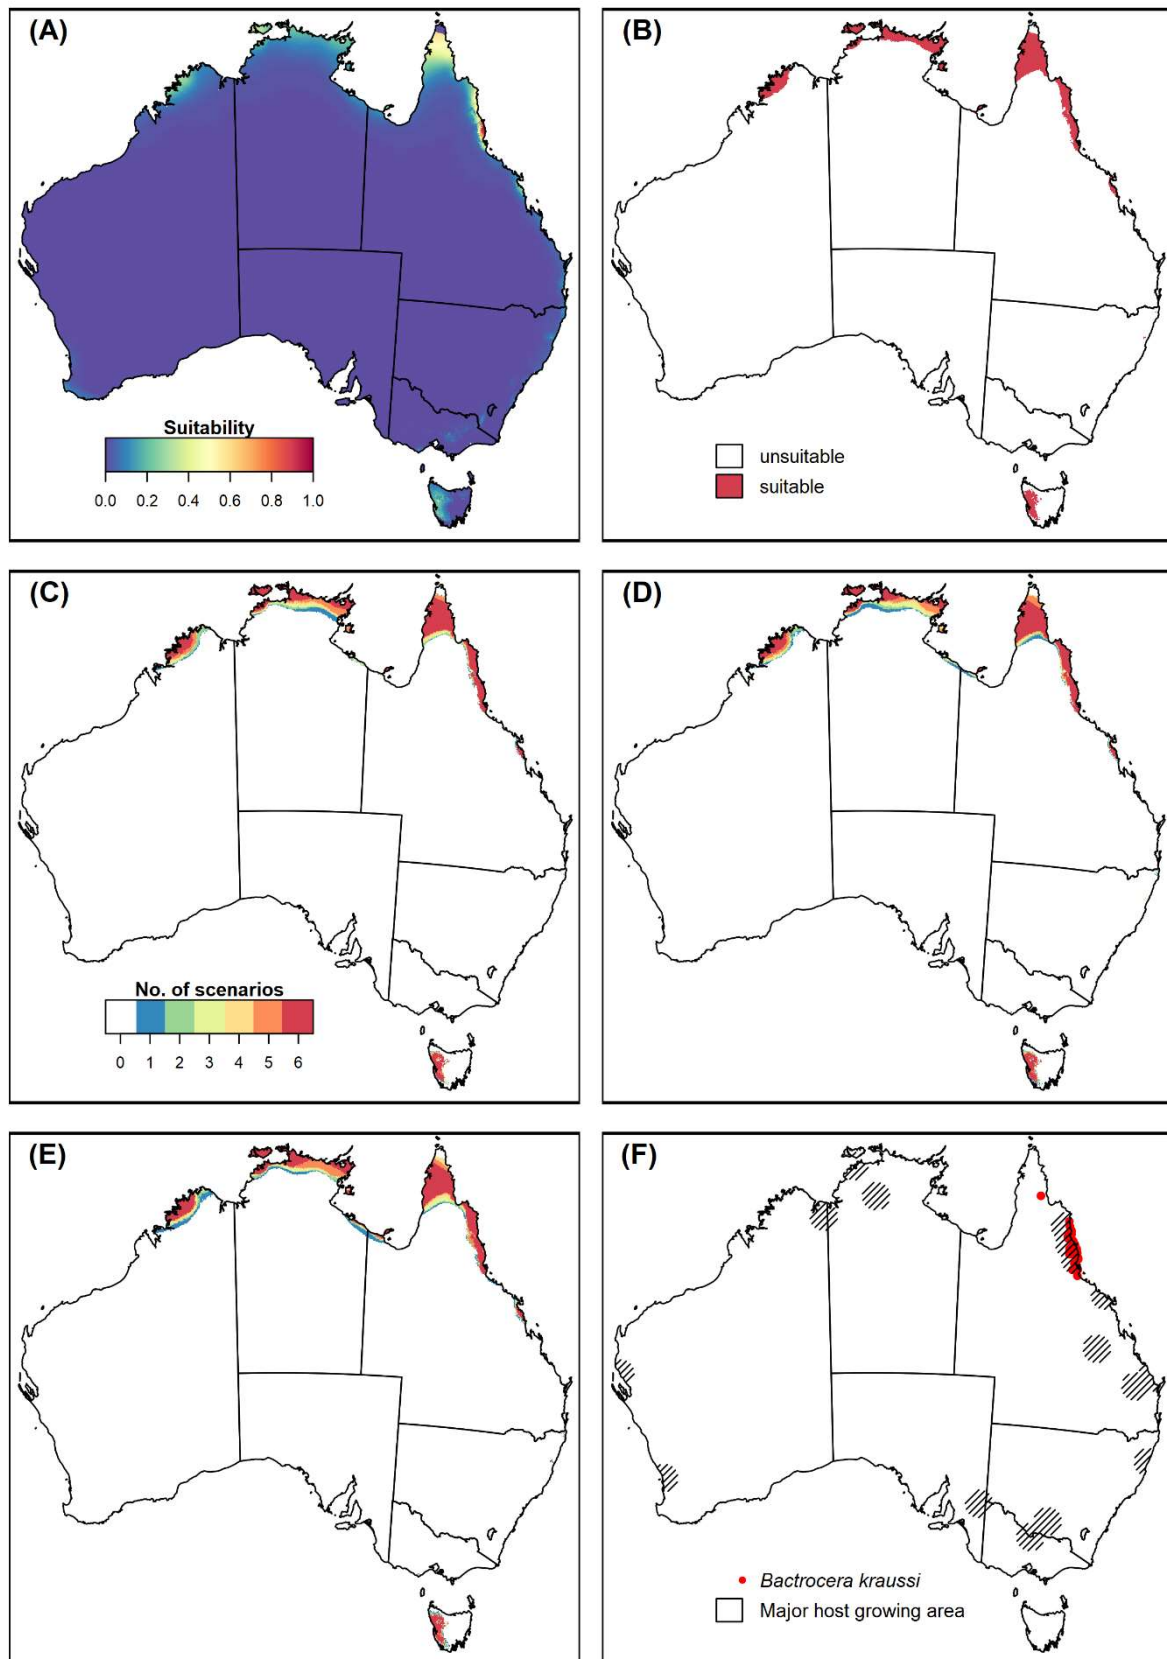 (A)
Suitability
0.0 0.2 0.4 0.6 0.8 1.0
(B)
unsuitable
suitable
(C)
No. of scenarios
0 1 2 3 4 5 6
(D)
(E)
(F)
Bactrocera kraussi
Major host growing area